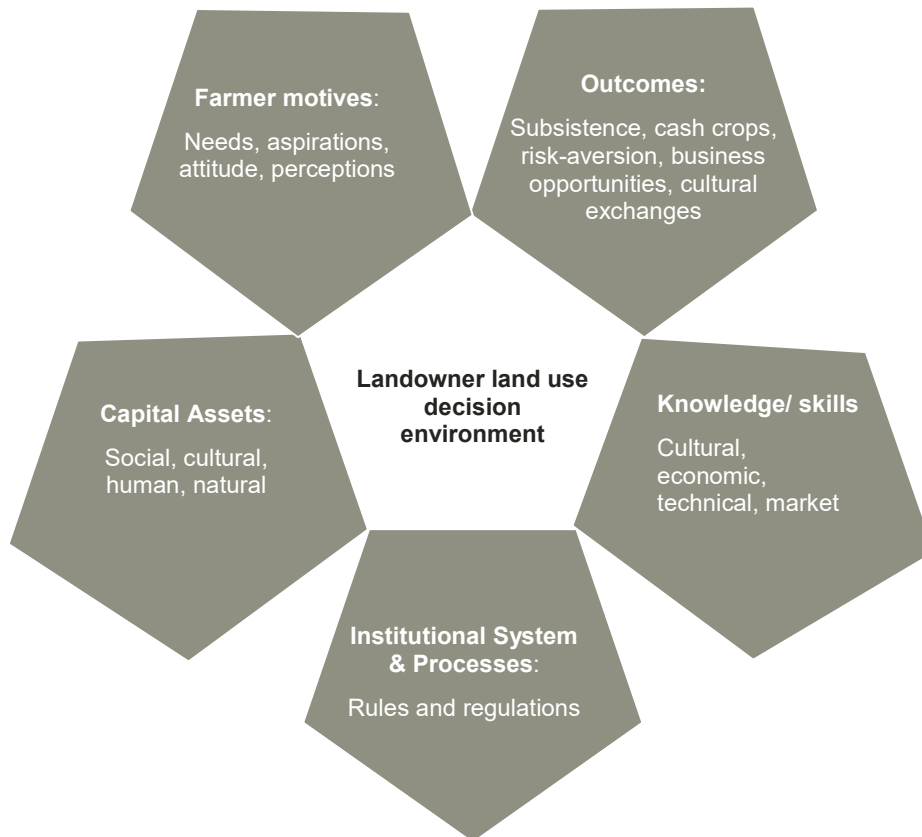 Farmer motives:
Needs, aspirations,
attitude, perceptions
Outcomes:
Subsistence, cash crops,
risk-aversion, business
opportunities, cultural
exchanges
Landowner land use
decision
environment
Capital Assets:
Social, cultural,
human, natural
Knowledge/ skills
Cultural,
economic,
technical, market
Institutional System
& Processes:
Rules and regulations